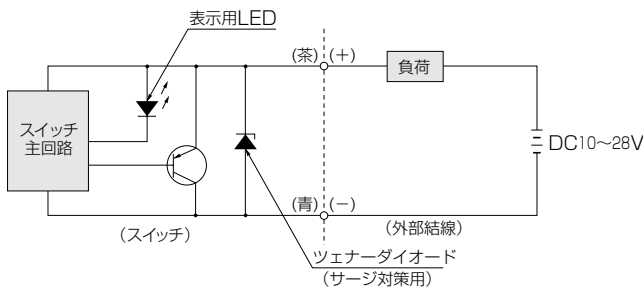 表示用LED
(茶) (+)
負荷
スイッチ
主回路
DC10～28V
(青) (−)
(スイッチ)
(外部結線)
ツェナーダイオード
(サージ対策用)